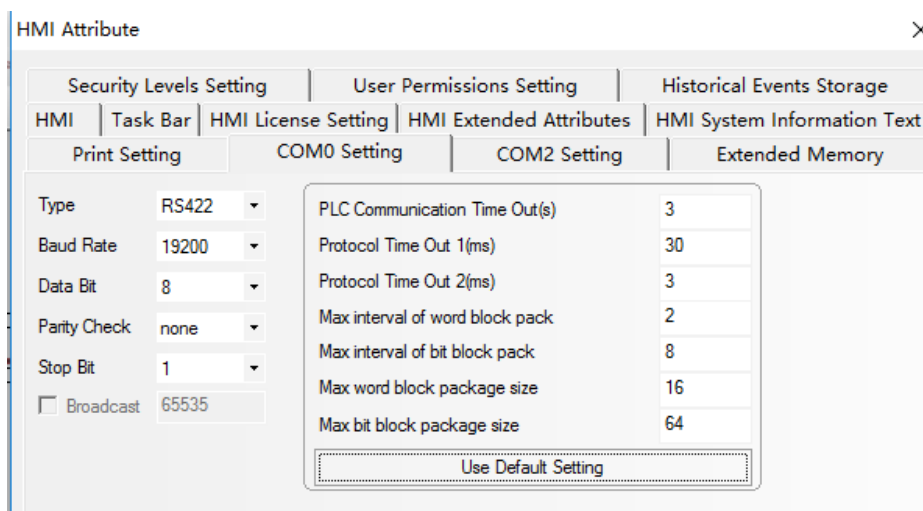 HMI Attribute
Security Levels Setting User Permissions Setting Historical Events Storage
HMI Task Bar HMI License Setting HMI Extended Attributes HMI System Information Text
Print Setting COM0 Setting COM2 Setting Extended Memory
Type RS422
Baud Rate 19200
Data Bit 8
Parity Check none
Stop Bit 1
Broadcast 65535
PLC Communication Time Out(s) 3
Protocol Time Out 1(ms) 30
Protocol Time Out 2(ms) 3
Max interval of word block pack 2
Max interval of bit block pack 8
Max word block package size 16
Max bit block package size 64
Use Default Setting